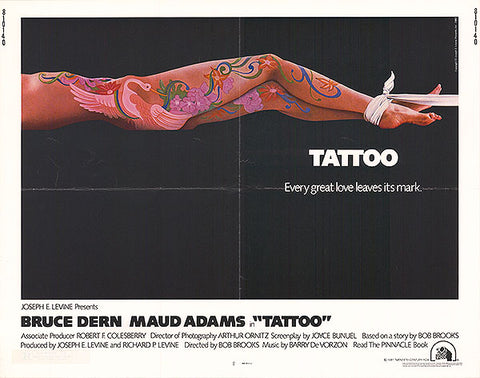 810140
810140
TATTOO
Every great love leaves its mark.
JOSEPH E. LEVINE Presents
BRUCE DERN MAUD ADAMS in "TATTOO"
Associate Producer ROBERT F. COLESBERRY Director of Photography ARTHUR ORNITZ Screenplay by JOYCE BUNUEL Based on a story by BOB BROOKS
Produced by JOSEPH E. LEVINE and RICHARD P. LEVINE Directed by BOB BROOKS Music by BARRY DeVORZON Read The PINNACLE Book